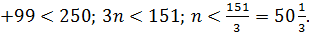 +99 < 250; 3n < 151; n < 151/3 = 50 1/3.